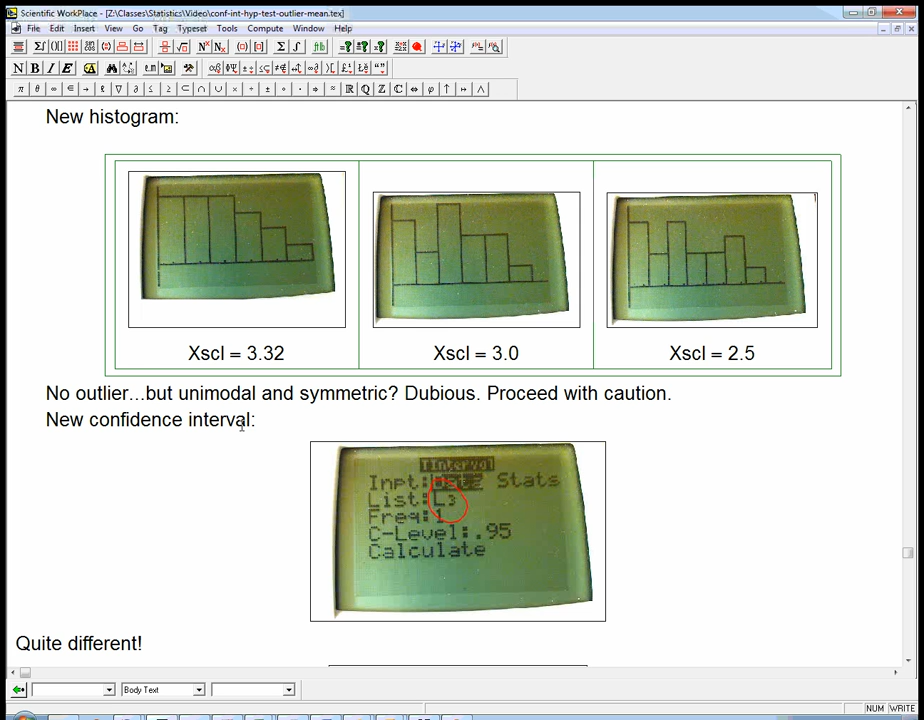 Scientific WorkPlace - [Z:\Classes\Statistics\Video\conf-int-hyp-test-outlier-mean.tex]
File Edit Insert View Go Tag Typeset Tools Compute Window Help
New histogram:
Xscl = 3.32 Xscl = 3.0 Xscl = 2.5
No outlier...but unimodal and symmetric? Dubious. Proceed with caution.
New confidence interval:
TInterval
Inpt:Data Stats
List:L3
Freq:1
C-Level:.95
Calculate
Quite different!
Body Text
NUM WRITE